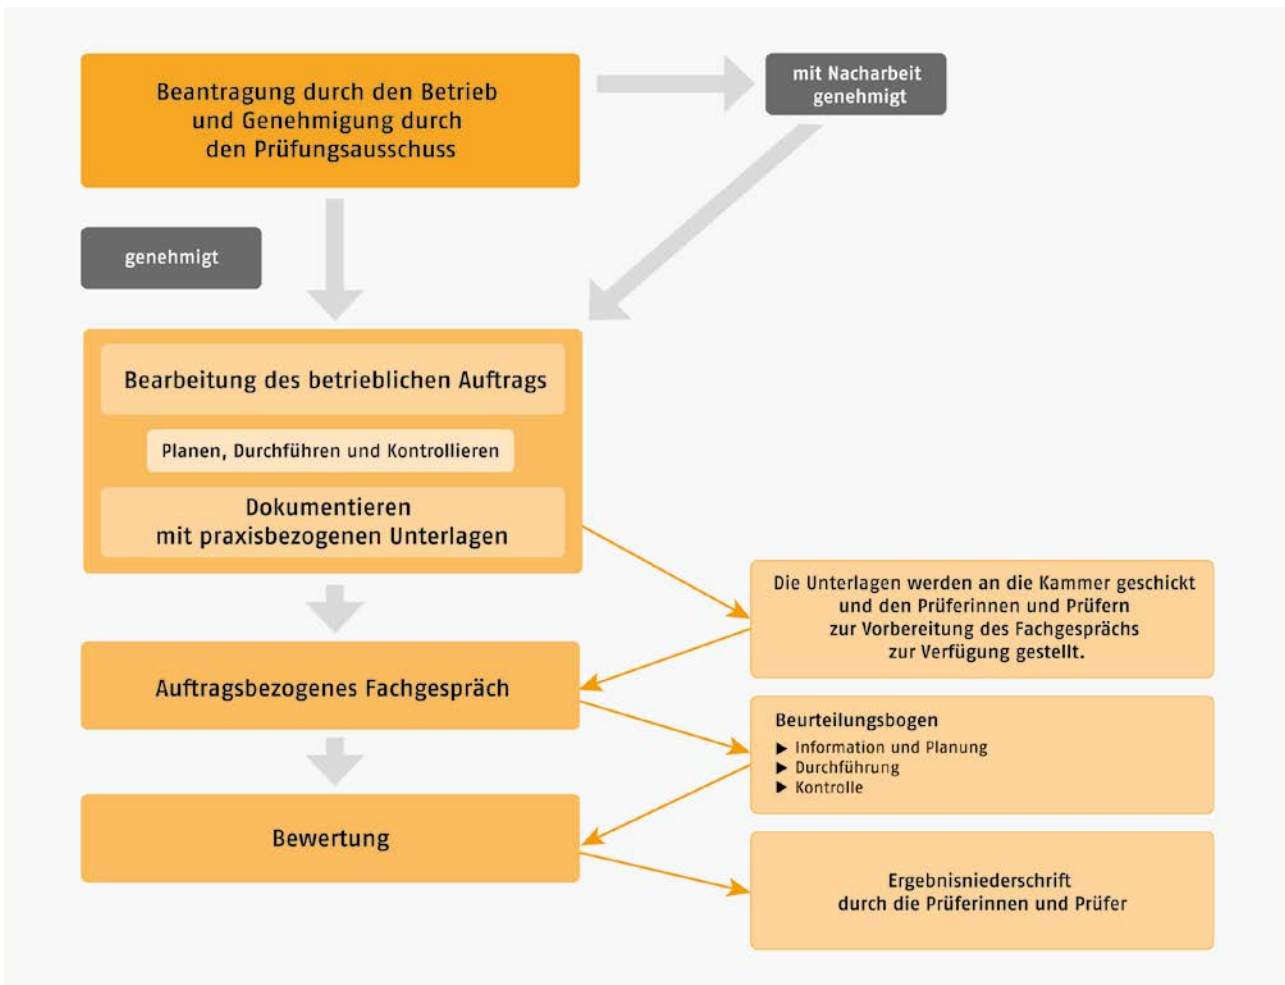 Beantragung durch den Betrieb
und Genehmigung durch
den Prüfungsausschuss
mit Nacharbeit
genehmigt
genehmigt
Bearbeitung des betrieblichen Auftrags
Planen, Durchführen und Kontrollieren
Dokumentieren
mit praxisbezogenen Unterlagen
Die Unterlagen werden an die Kammer geschickt
und den Prüferinnen und Prüfern
zur Vorbereitung des Fachgesprächs
zur Verfügung gestellt.
Auftragsbezogenes Fachgespräch
Beurteilungsbogen
▶ Information und Planung
▶ Durchführung
▶ Kontrolle
Bewertung
Ergebnisniederschrift
durch die Prüferinnen und Prüfer